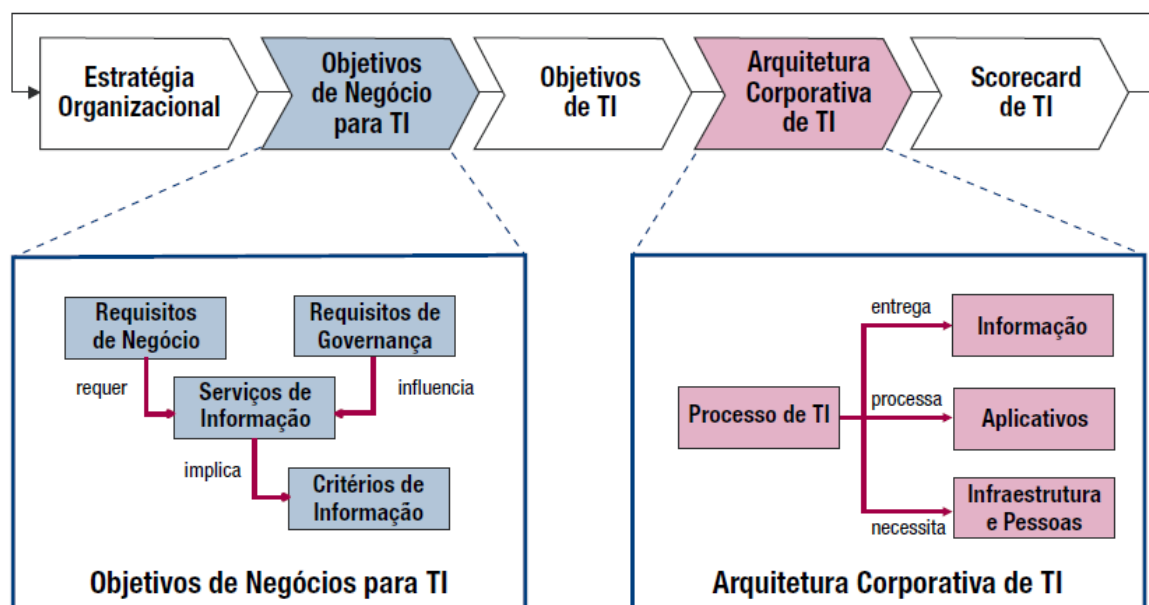 Estratégia
Organizacional
Objetivos
de Negócio
para TI
Objetivos
de TI
Arquitetura
Corporativa
de TI
Scorecard
de TI
Requisitos
de Negócio
Requisitos de
Governança
requer
influencia
Serviços de
Informação
implica
Critérios de
Informação
Objetivos de Negócios para TI
entrega
Informação
Processo de TI
processa
Aplicativos
necessita
Infraestrutura
e Pessoas
Arquitetura Corporativa de TI